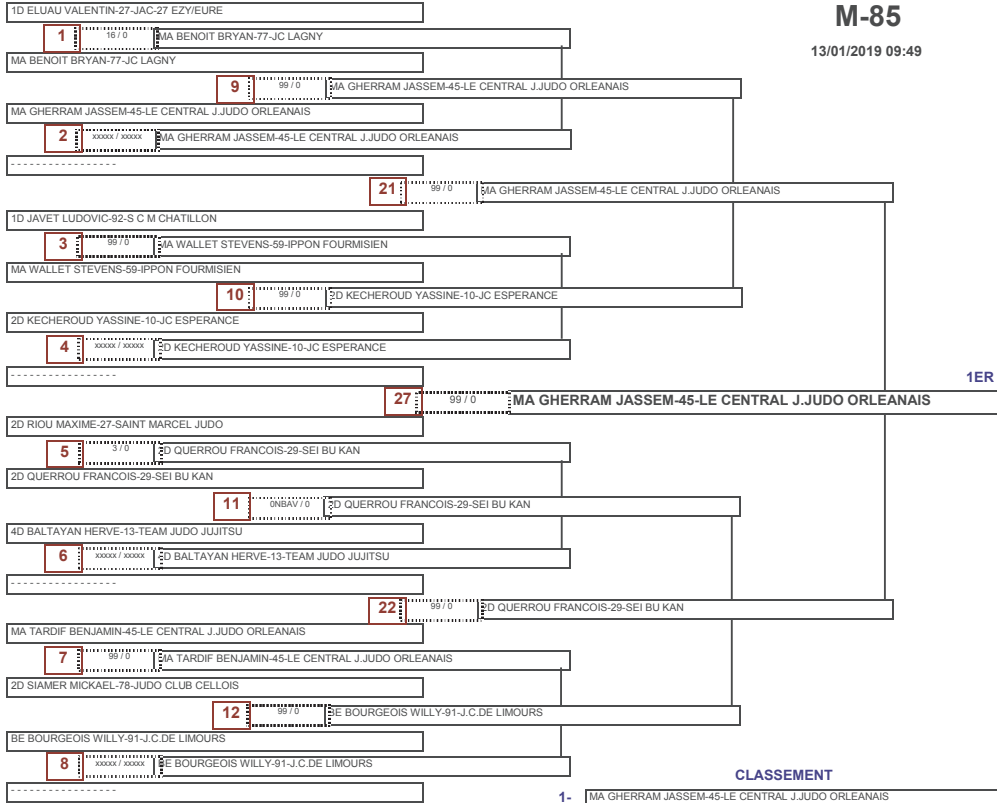 1D ELUAU VALENTIN-27-JAC-27 EZY/EURE
M-85
1 16 / 0 MA BENOIT BRYAN-77-JC LAGNY
13/01/2019 09:49
MA BENOIT BRYAN-77-JC LAGNY
9 99 / 0 MA GHERRAM JASSEM-45-LE CENTRAL J.JUDO ORLEANAIS
MA GHERRAM JASSEM-45-LE CENTRAL J.JUDO ORLEANAIS
2 xxxxx / xxxxx MA GHERRAM JASSEM-45-LE CENTRAL J.JUDO ORLEANAIS
- - - - - - - - - - - - - - - - -
21 99 / 0 MA GHERRAM JASSEM-45-LE CENTRAL J.JUDO ORLEANAIS
1D JAVET LUDOVIC-92-S C M CHATILLON
3 99 / 0 MA WALLET STEVENS-59-IPPON FOURMISIEN
MA WALLET STEVENS-59-IPPON FOURMISIEN
10 99 / 0 2D KECHEROUD YASSINE-10-JC ESPERANCE
2D KECHEROUD YASSINE-10-JC ESPERANCE
4 xxxxx / xxxxx 2D KECHEROUD YASSINE-10-JC ESPERANCE
- - - - - - - - - - - - - - - - -
1ER
27 99 / 0 MA GHERRAM JASSEM-45-LE CENTRAL J.JUDO ORLEANAIS
2D RIOU MAXIME-27-SAINT MARCEL JUDO
5 3 / 0 2D QUERROU FRANCOIS-29-SEI BU KAN
2D QUERROU FRANCOIS-29-SEI BU KAN
11 0NBAV / 0 2D QUERROU FRANCOIS-29-SEI BU KAN
4D BALTAYAN HERVE-13-TEAM JUDO JUJITSU
6 xxxxx / xxxxx 4D BALTAYAN HERVE-13-TEAM JUDO JUJITSU
- - - - - - - - - - - - - - - - -
22 99 / 0 2D QUERROU FRANCOIS-29-SEI BU KAN
MA TARDIF BENJAMIN-45-LE CENTRAL J.JUDO ORLEANAIS
7 99 / 0 MA TARDIF BENJAMIN-45-LE CENTRAL J.JUDO ORLEANAIS
2D SIAMER MICKAEL-78-JUDO CLUB CELLOIS
12 99 / 0 BE BOURGEOIS WILLY-91-J.C.DE LIMOURS
BE BOURGEOIS WILLY-91-J.C.DE LIMOURS
8 xxxxx / xxxxx BE BOURGEOIS WILLY-91-J.C.DE LIMOURS
CLASSEMENT
- - - - - - - - - - - - - - - - -
1- MA GHERRAM JASSEM-45-LE CENTRAL J.JUDO ORLEANAIS